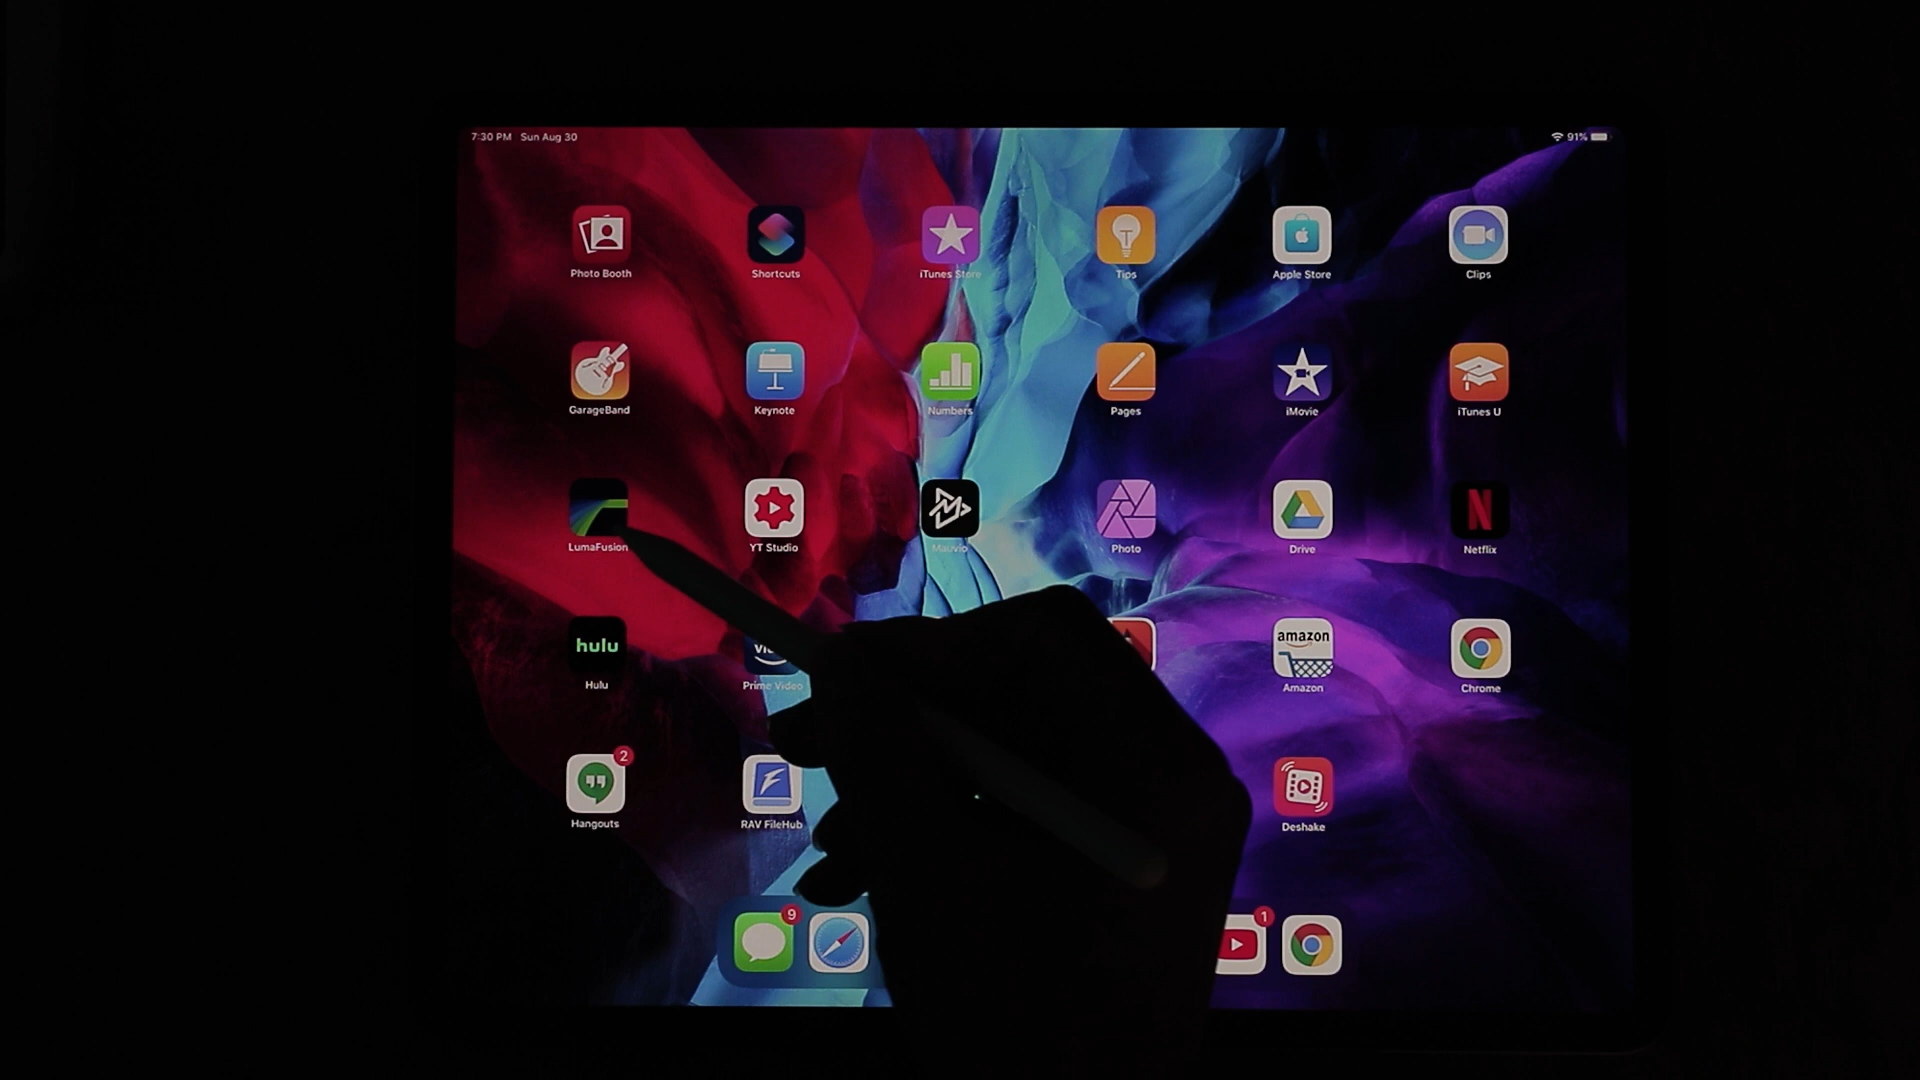 7:30 PM Sun Aug 30 91%
Photo Booth Shortcuts iTunes Store Tips Apple Store Clips
GarageBand Keynote Numbers Pages iMovie iTunes U
N
LumaFusion YT Studio Mauvio Photo Drive Netflix
hulu amazon
Hulu Prime Video Amazon Chrome
2
Hangouts RAV FileHub Deshake
9 1